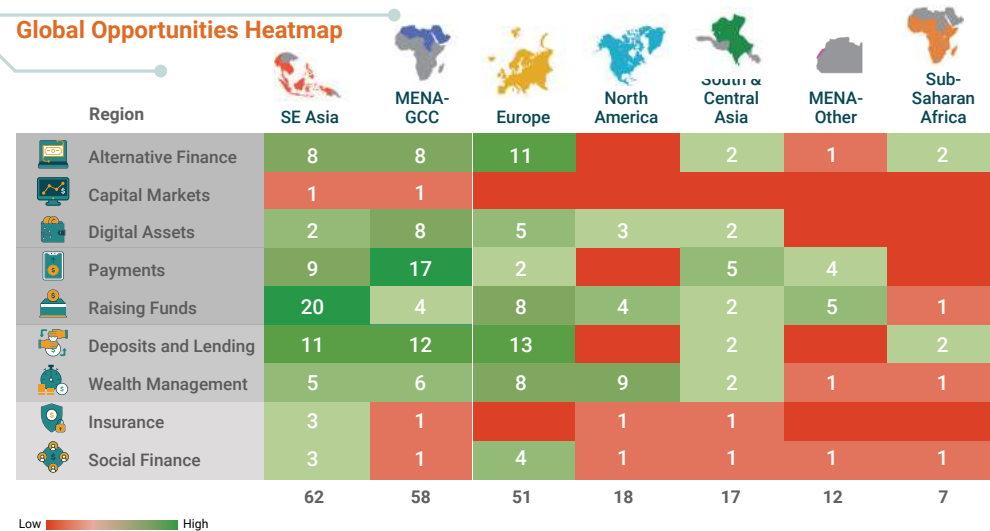 Global Opportunities Heatmap
Region SE Asia MENA-GCC Europe North America South & Central Asia MENA-Other Sub-Saharan Africa
Alternative Finance 8 8 11 2 1 2
Capital Markets 1 1
Digital Assets 2 8 5 3 2
Payments 9 17 2 5 4
Raising Funds 20 4 8 4 2 5 1
Deposits and Lending 11 12 13 2 2
Wealth Management 5 6 8 9 2 1 1
Insurance 3 1 1 1
Social Finance 3 1 4 1 1 1 1
62 58 51 18 17 12 7
Low High